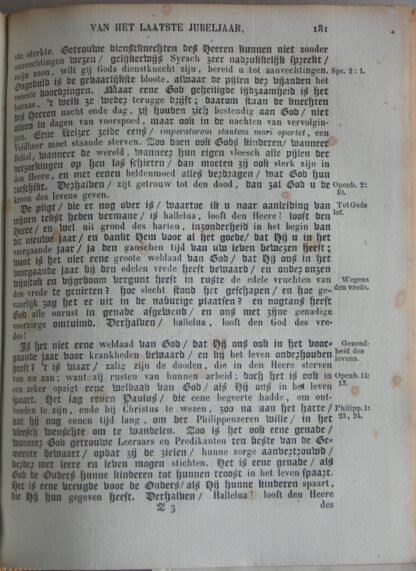 VAN HET LAATSTE JUBELJAAR, 181
ste sterkte. Getrouwe dienstknechten des Heeren kunnen niet zonder
aanvechtingen wezen / gelijkerwijs Syrach zeer nadrukkelijk spreekt /
mijn zoon, wilt gij Gods dienstknecht zijn, bereid u tot aanvechtingen. Spr. 2: 1.
Ongeduld is de gevaarlijkste bloote, alwaar de pijlen der vijanden het
meeste doordringen. Maar eene God geheiligde lijdzaamheid is het
harnas, 't welk ze weder terugge drijft; daarom staan de knechten
des Heeren nacht ende dag, zij houden zich bestendig aan God / niet
alleen in dagen van voorspoed, maar ook in de nachten van vervolgin-
gen. Eene Keizer zeide eens / imperatorem stantem mori oportet, een
Veldheer moet staande sterven. Zoo doen ook Gods kinderen / wanneer
Belial, wanneer de wereld, wanneer hun eigen vleesch alle pijlen der
verzoekingen op hen los schieten / dan moeten zij ook sterk zijn in
den Heere, en met eenen heldenmoed alles verdragen / wat God hun
toeschikt. Derhalven / zijt getrouw tot den dood, dan zal God u de Openb. 2:
kroon des levens geven. 10.
De pligt / die er nog over is / waartoe ik u naar aanleiding van Tot Gods
mijnen tekst heden vermane / is hallelua, looft den Heere! looft den lof.
Heere / en wel uit grond des harten, inzonderheid in het begin van
dit nieuwe jaar / en dankt Hem voor al het goede / dat Hij u in het
voorgaande jaar / ja den ganschen tijd van uw leven bewezen heeft;
want is het niet eene groote weldaad van God / dat Hij ons in het
voorgaande jaar bij den edelen vrede heeft bewaard / en onder onzen
wijnstok en vijgeboom vergunt heeft in ruste de edele vruchten van Wegens
den vrede te genieten? hoe slecht stond het geschapen / en hoe ge- den vrede.
vaarlijk zag het er uit in de naburige plaatsen? en nogtans heeft
God alle onrust in genade afgewend / en ons met zijne genadige
voorzorge omtuind. Derhalven / hallelua, looft den God des vre-
des!
Is het niet eene weldaad van God / dat Hij ons ook in het voor- Gezond-
gaande jaar voor krankheden bewaard / en bij het leven onderhouden heid des
heeft? 't is waar / zalig zijn de dooden, die in den Heere sterven levens.
van nu aan; want zij rusten van hunnen arbeid; doch het is ook al Openb. 14:
een zeker opzigt eene weldaad van God / als Hij ons in het leven 13.
spaart. Het lag eenen Paulus / die eene begeerte hadde, om ont-
bonden te zijn, ende bij Christus te wezen, zoo na aan het harte / Philipp. 1:
dat hij nog eenen tijd lang, om der Philippenzeren wille / in het 23, 24.
vleesch wenschte om te wandelen. Zoo is het ook eene genade /
wanneer God getrouwe Leeraars en Predikanten ten beste van de Ge-
meente bewaart / opdat zij de zielen / hunne zorge aanvertrouwd /
verder met leere en leven mogen stichten. Het is eene genade / als
God de Ouders hunne kinderen tot hunnen troost in het leven spaart.
Het is eene vreugde voor de Ouders / als Hij hunne kinderen spaart,
die Hij hun gegeven heeft. Derhalven / Hallelua! looft den Heere
Z 3 des